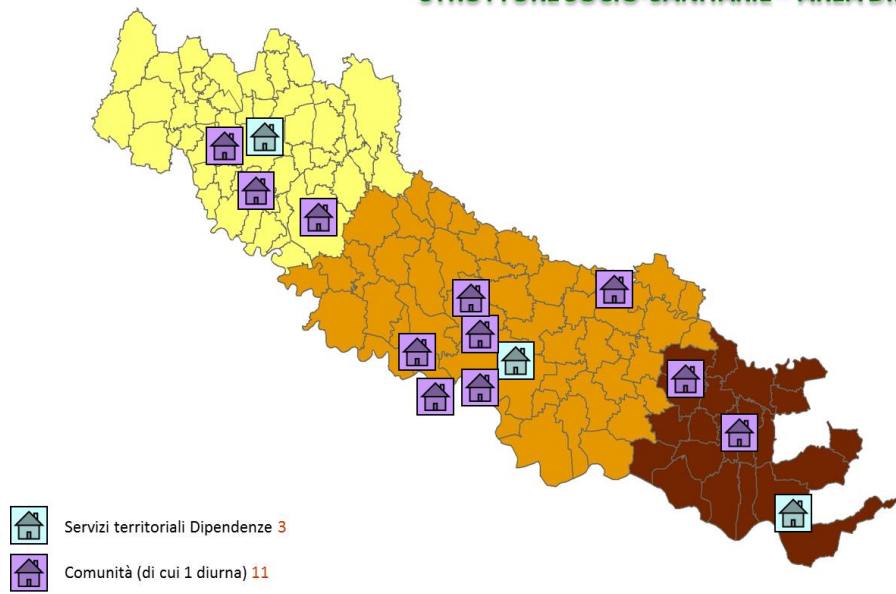 Servizi territoriali Dipendenze 3
Comunità (di cui 1 diurna) 11